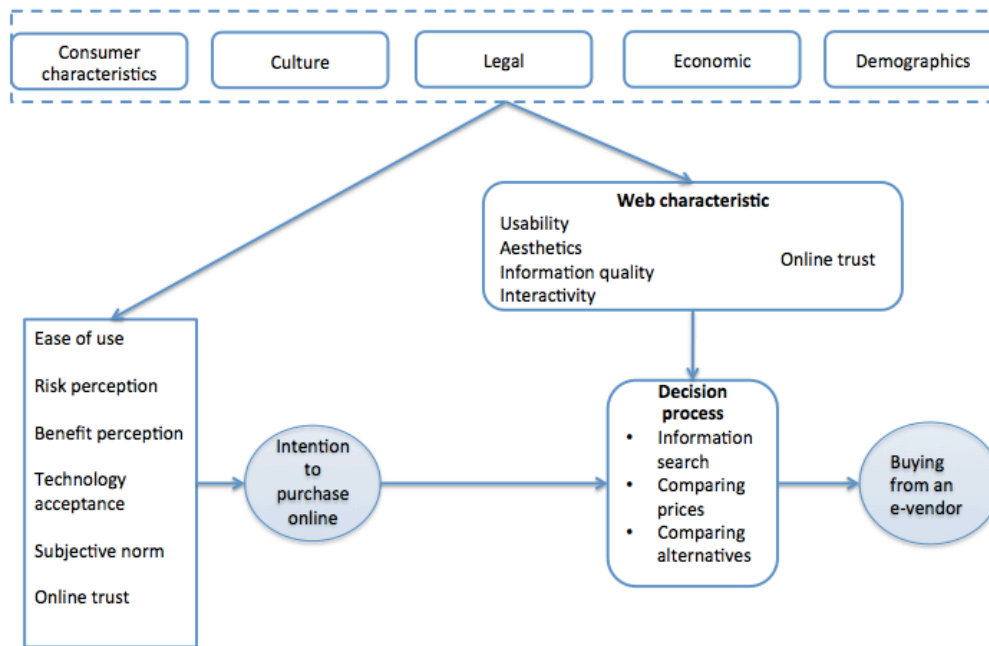 Consumer
characteristics
Culture
Legal
Economic
Demographics
Web characteristic
Usability
Aesthetics
Information quality
Interactivity
Online trust
Ease of use
Risk perception
Benefit perception
Technology
acceptance
Subjective norm
Online trust
Intention
to
purchase
online
Decision
process
• Information
search
• Comparing
prices
• Comparing
alternatives
Buying
from an
e-vendor